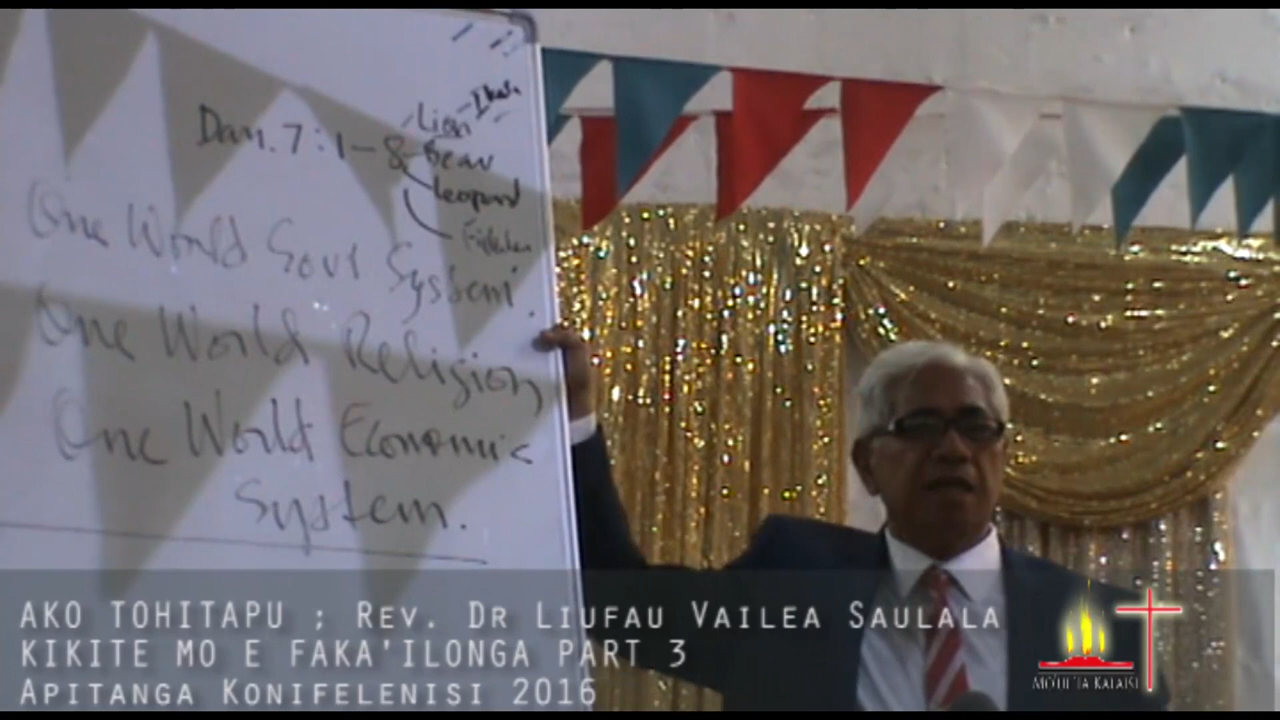 Lion
Dan. 7:1-8 bear
leopard
One World Govt System.
One World Religion
One World Economic
System.
AKO TOHITAPU ; REV. DR LIUFAU VAILEA SAULALA
KIKITE MO E FAKA'ILONGA PART 3
APITANGA KONIFELENISI 2016